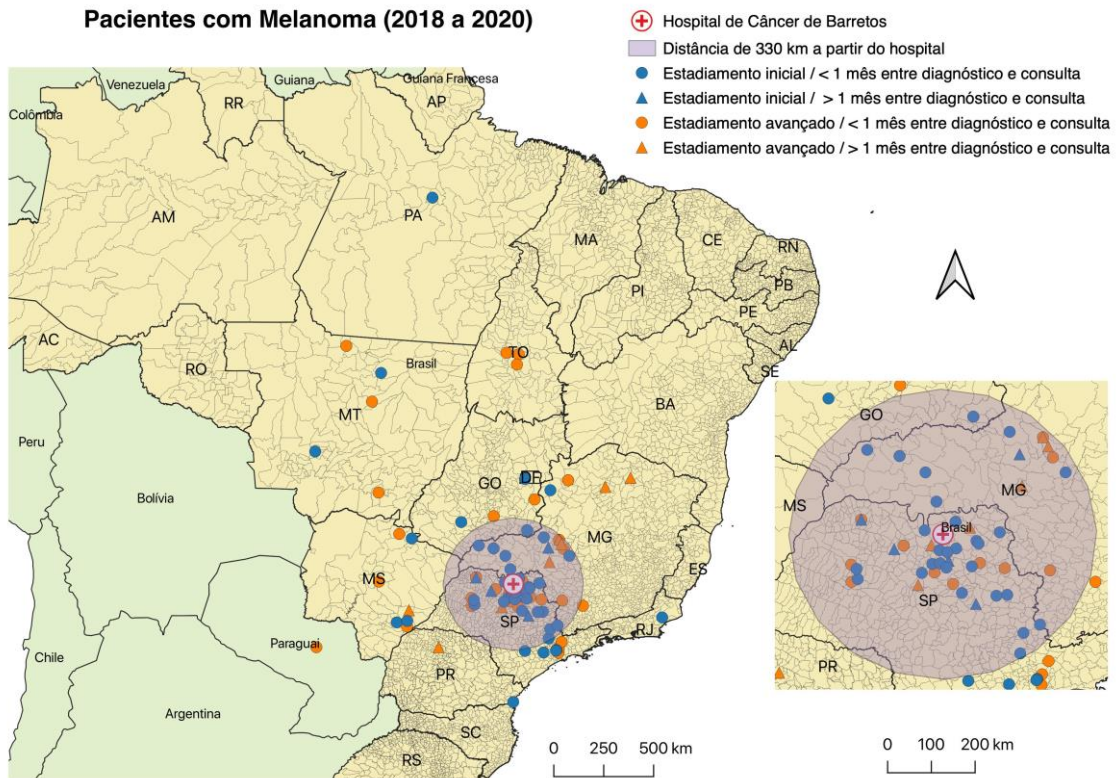 Pacientes com Melanoma (2018 a 2020)
Hospital de Câncer de Barretos
Distância de 330 km a partir do hospital
Estadiamento inicial / < 1 mês entre diagnóstico e consulta
Estadiamento inicial / > 1 mês entre diagnóstico e consulta
Estadiamento avançado / < 1 mês entre diagnóstico e consulta
Estadiamento avançado / > 1 mês entre diagnóstico e consulta
Venezuela
Guiana
Guiana Francesa
Colômbia
RR
AP
AM
PA
MA
CE
RN
PB
PI
PE
AL
SE
AC
RO
Brasil
TO
MT
BA
Peru
Bolívia
GO
DF
MG
ES
MS
SP
RJ
Paraguai
PR
Chile
Argentina
SC
RS
0 250 500 km
GO
MS
MG
Brasil
SP
PR
0 100 200 km